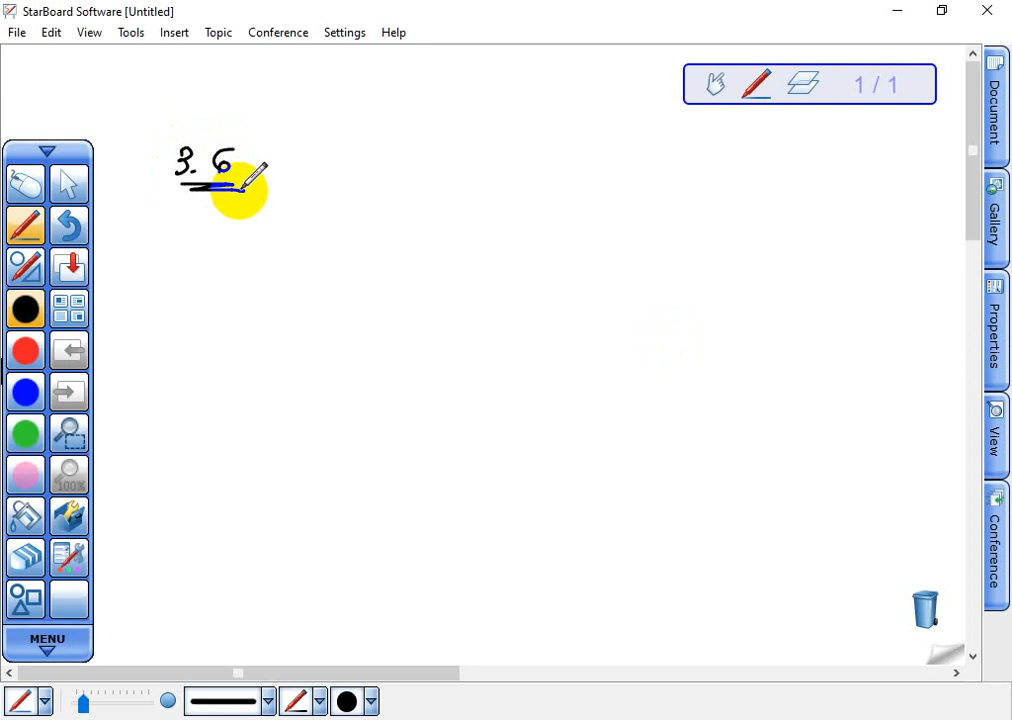 StarBoard Software [Untitled]
File Edit View Tools Insert Topic Conference Settings Help
1 / 1
3. 6
100%
MENU
Document
Gallery
Properties
View
Conference